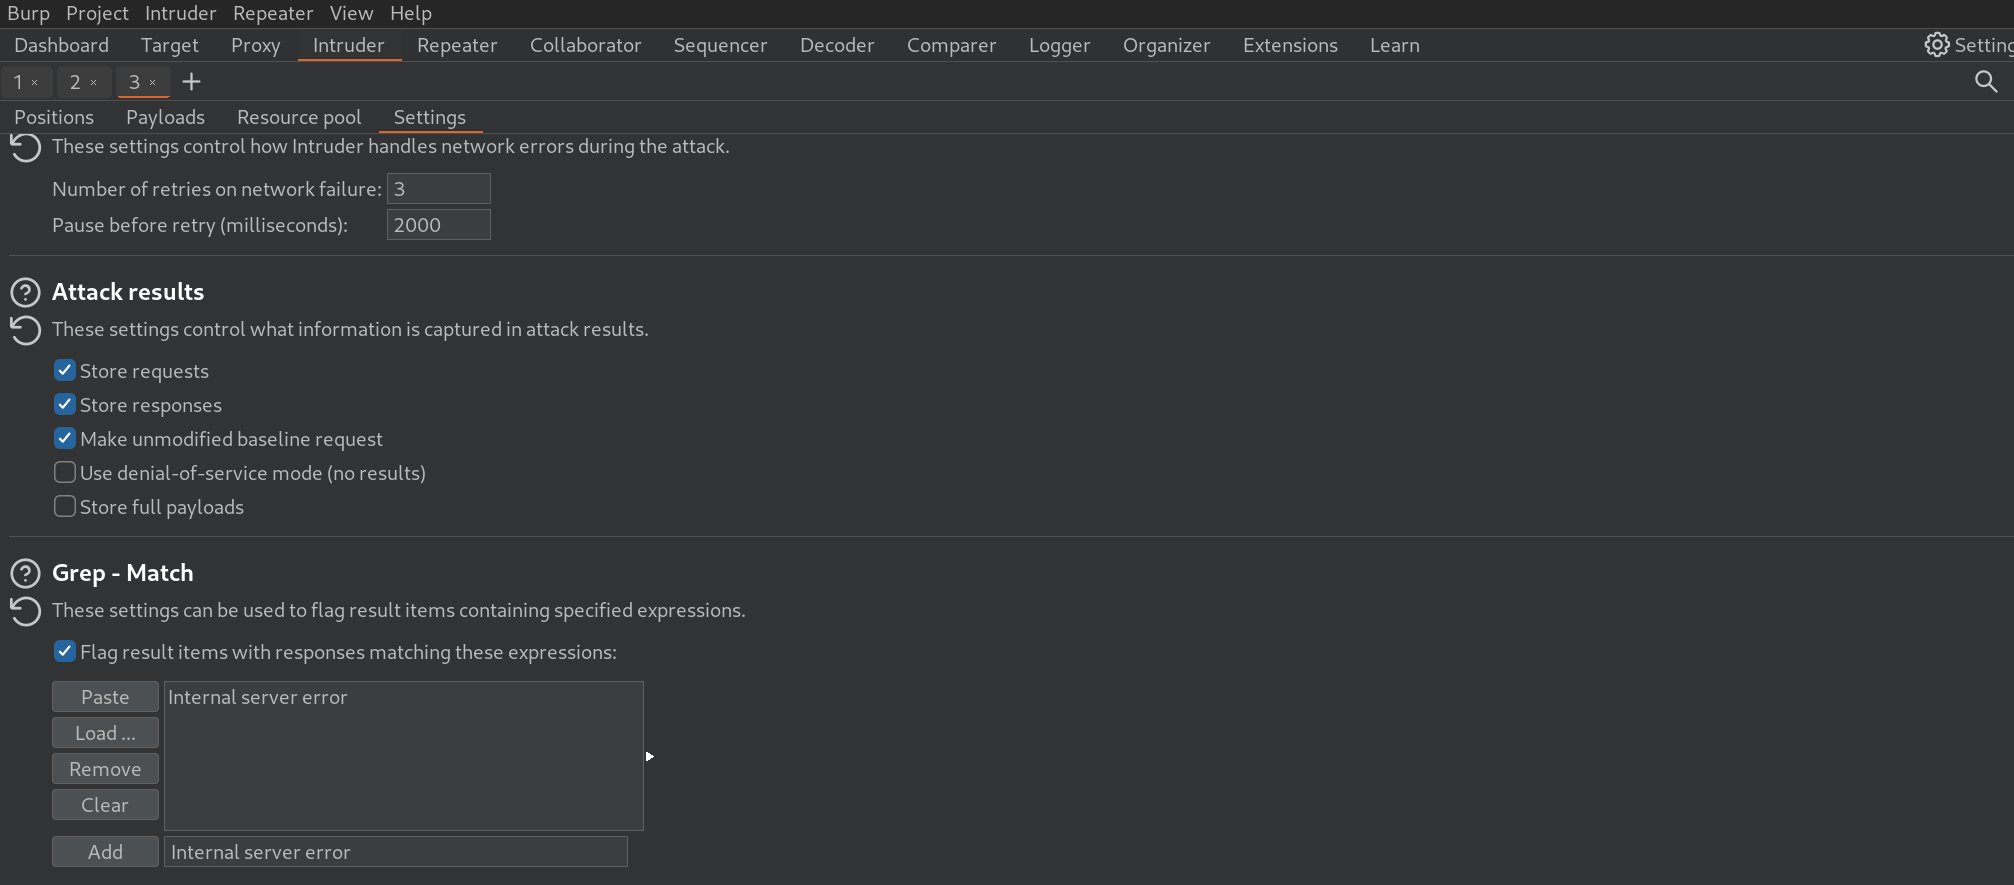 Burp Project Intruder Repeater View Help
Dashboard Target Proxy Intruder Repeater Collaborator Sequencer Decoder Comparer Logger Organizer Extensions Learn Setting
1 × 2 × 3 × +
Positions Payloads Resource pool Settings
These settings control how Intruder handles network errors during the attack.
Number of retries on network failure: 3
Pause before retry (milliseconds): 2000
Attack results
These settings control what information is captured in attack results.
Store requests
Store responses
Make unmodified baseline request
Use denial-of-service mode (no results)
Store full payloads
Grep - Match
These settings can be used to flag result items containing specified expressions.
Flag result items with responses matching these expressions:
Paste Internal server error
Load ...
Remove
Clear
Add Internal server error